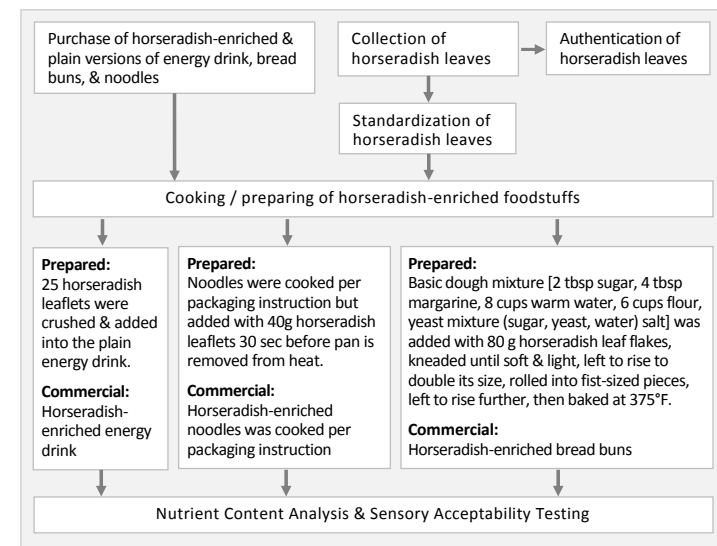 Purchase of horseradish-enriched &
plain versions of energy drink, bread
buns, & noodles
Collection of
horseradish leaves
Authentication of
horseradish leaves
Standardization of
horseradish leaves
Cooking / preparing of horseradish-enriched foodstuffs
Prepared:
25 horseradish
leaflets were
crushed & added
into the plain
energy drink.
Commercial:
Horseradish-
enriched energy
drink
Prepared:
Noodles were cooked per
packaging instruction but
added with 40g horseradish
leaflets 30 sec before pan is
removed from heat.
Commercial:
Horseradish-enriched
noodles was cooked per
packaging instruction
Prepared:
Basic dough mixture [2 tbsp sugar, 4 tbsp
margarine, 8 cups warm water, 6 cups flour,
yeast mixture (sugar, yeast, water) salt] was
added with 80 g horseradish leaf flakes,
kneaded until soft & light, left to rise to
double its size, rolled into fist-sized pieces,
left to rise further, then baked at 375°F.
Commercial:
Horseradish-enriched bread buns
Nutrient Content Analysis & Sensory Acceptability Testing